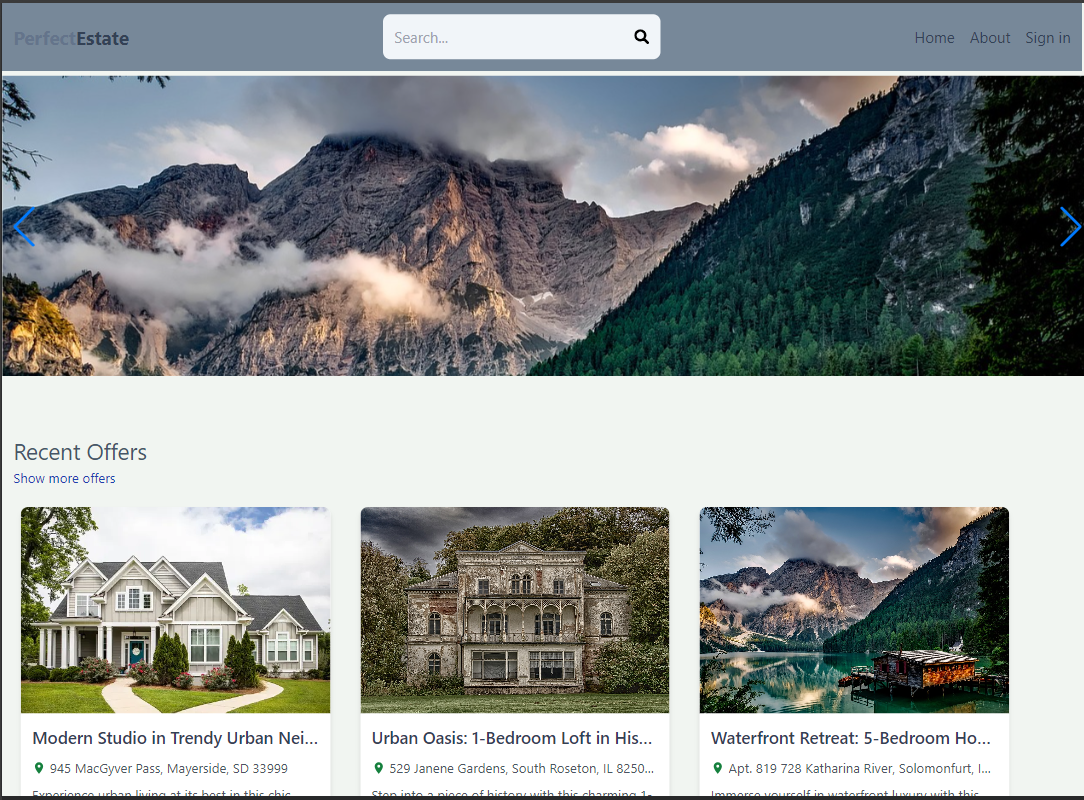 PerfectEstate
Search...
Home About Sign in
Recent Offers
Show more offers
Modern Studio in Trendy Urban Nei...
945 MacGyver Pass, Mayerside, SD 33999
Experience urban living at its best in this chic
Urban Oasis: 1-Bedroom Loft in His...
529 Janene Gardens, South Roseton, IL 8250...
Step into a piece of history with this charming 1-
Waterfront Retreat: 5-Bedroom Ho...
Apt. 819 728 Katharina River, Solomonfurt, I...
Immerse yourself in waterfront luxury with this